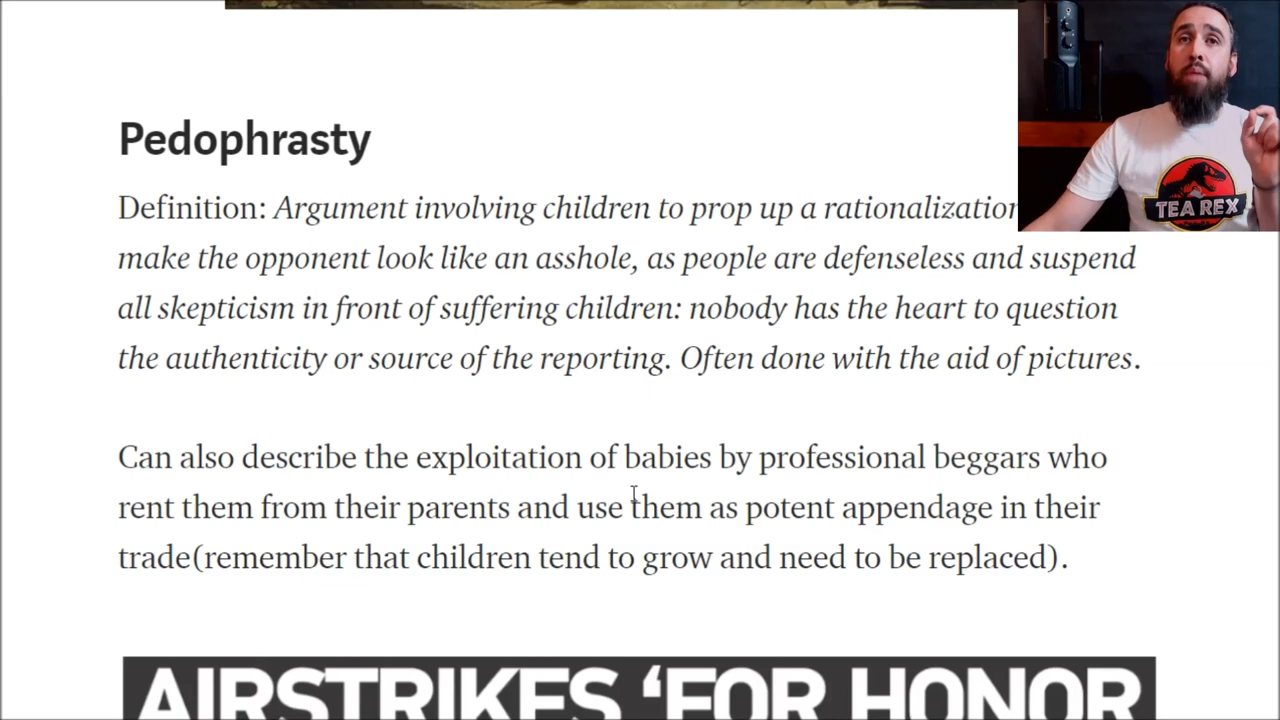 Pedophrasty
Definition: Argument involving children to prop up a rationalization
make the opponent look like an asshole, as people are defenseless and suspend
all skepticism in front of suffering children: nobody has the heart to question
the authenticity or source of the reporting. Often done with the aid of pictures.
Can also describe the exploitation of babies by professional beggars who
rent them from their parents and use them as potent appendage in their
trade(remember that children tend to grow and need to be replaced).
AIRSTRIKES ‘FOR HONOR
TEA REX